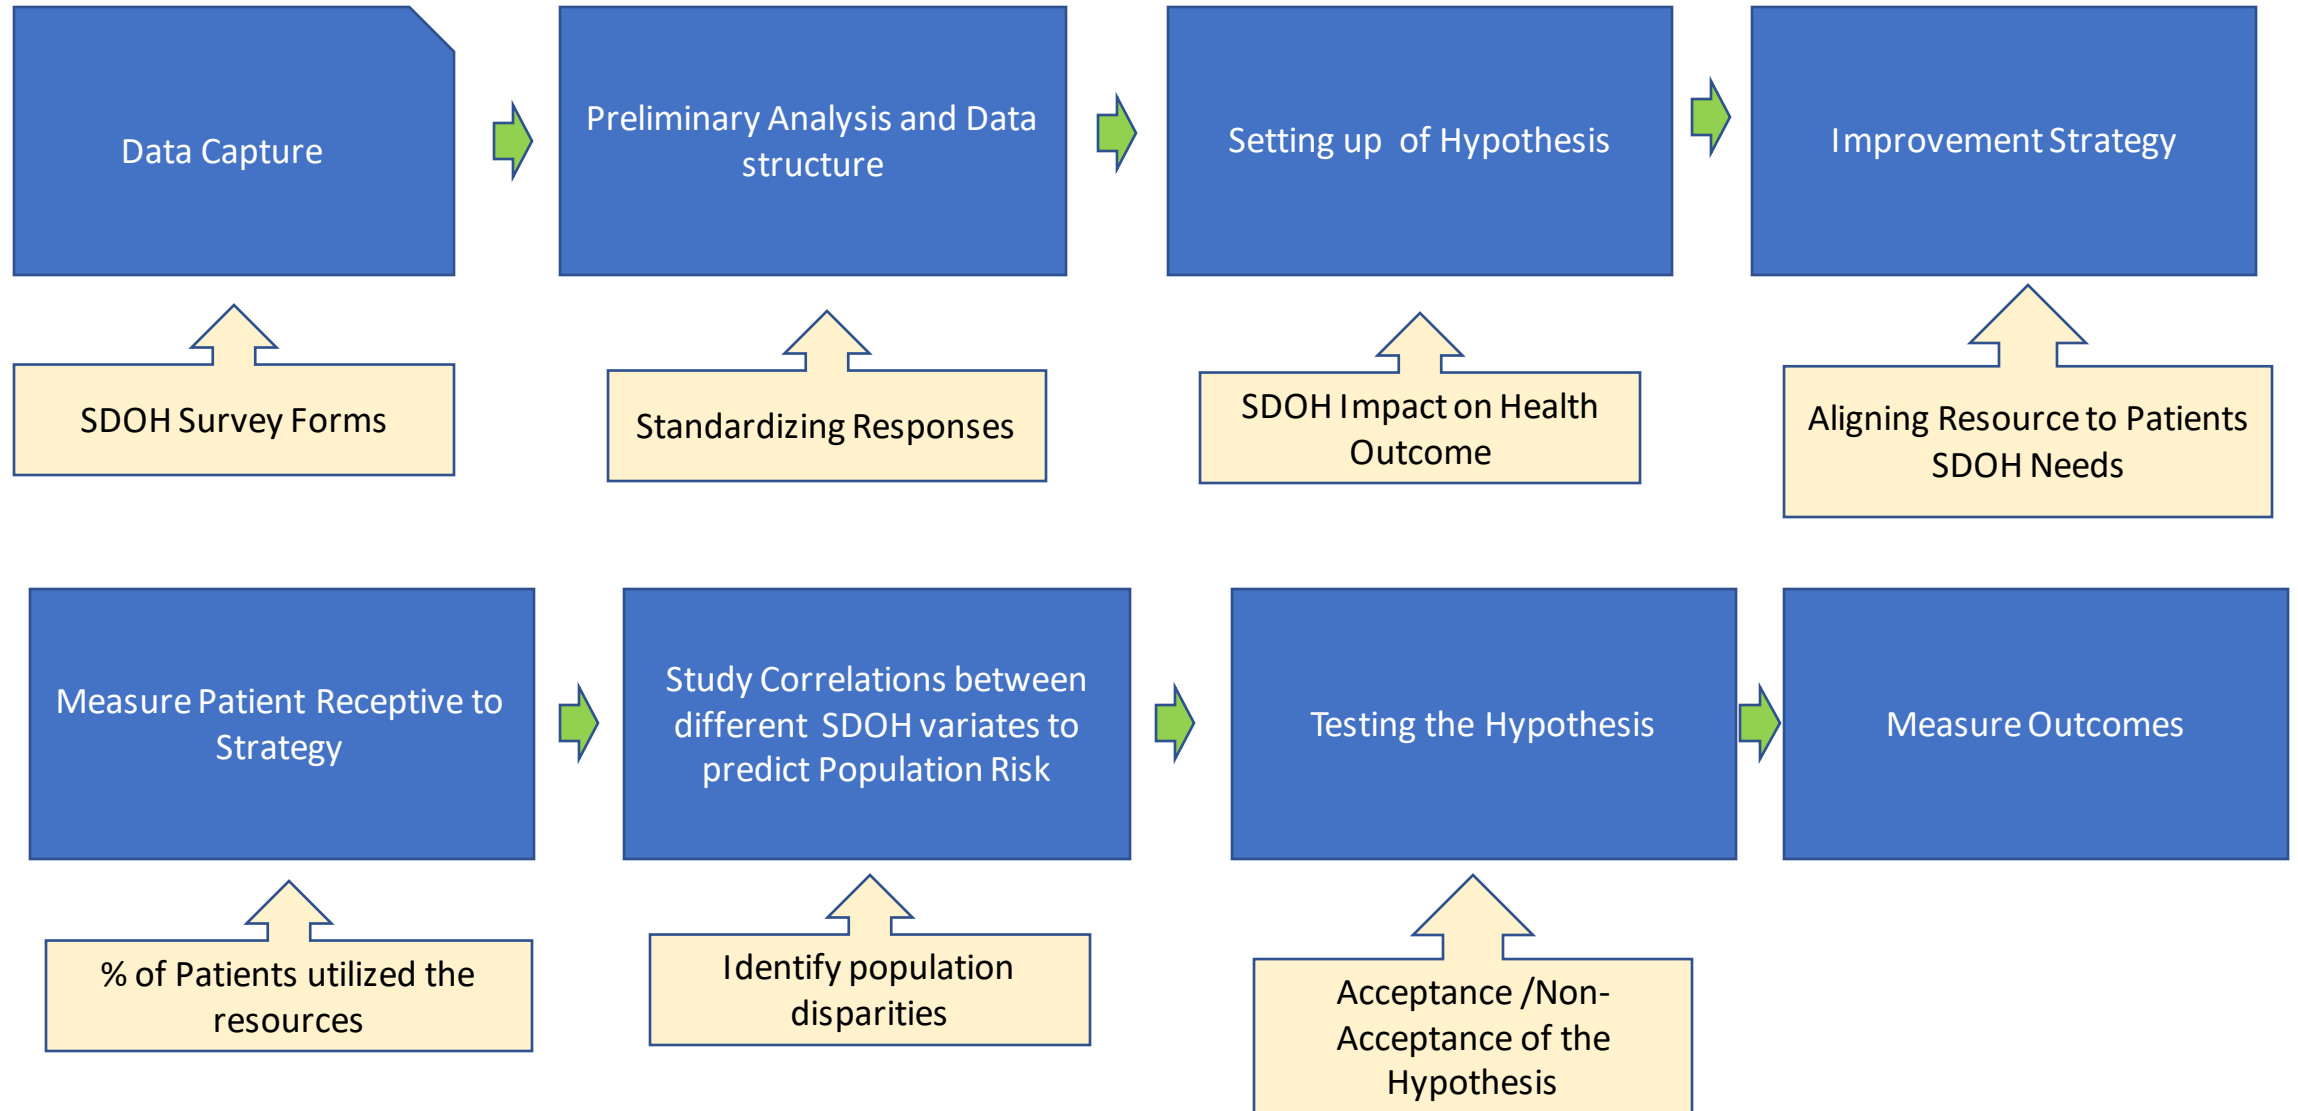 Data Capture
Preliminary Analysis and Data
structure
Setting up of Hypothesis
Improvement Strategy
SDOH Survey Forms
Standardizing Responses
SDOH Impact on Health
Outcome
Aligning Resource to Patients
SDOH Needs
Measure Patient Receptive to
Strategy
Study Correlations between
different SDOH variates to
predict Population Risk
Testing the Hypothesis
Measure Outcomes
% of Patients utilized the
resources
Identify population
disparities
Acceptance /Non-
Acceptance of the
Hypothesis